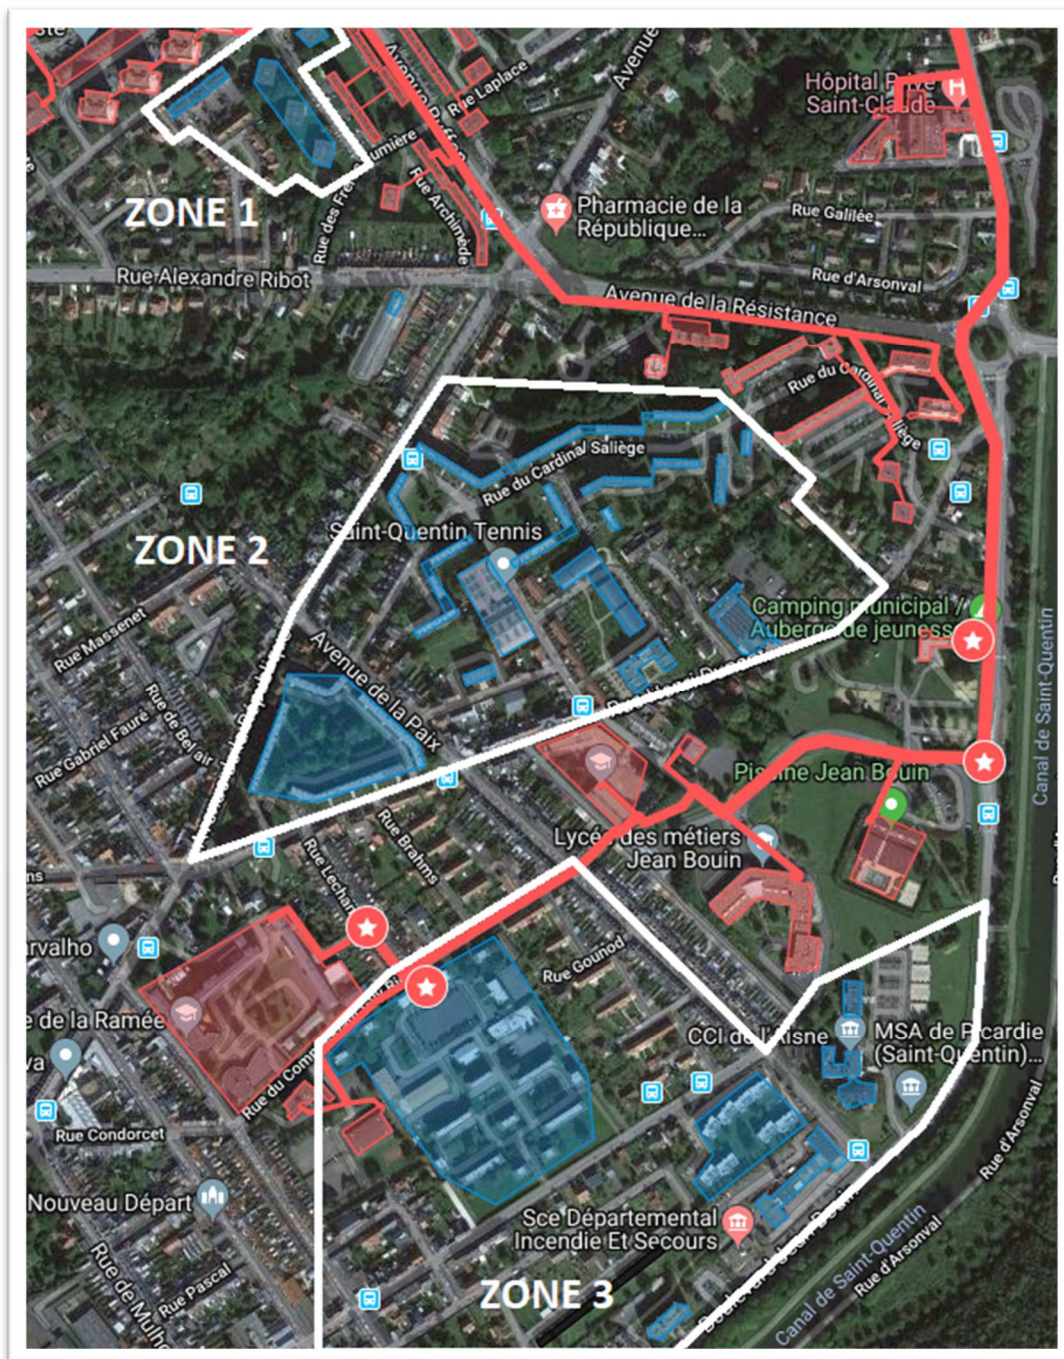 Hôpital Privé
Saint-Claude
Rue Laplace
Rue Archimède
ZONE 1
Pharmacie de la
République...
Rue Galilée
Rue Alexandre Ribot
Rue d'Arsonval
Avenue de la Résistance
Rue du Cardinal Saliège
Rue du Cardinal Saliège
ZONE 2
Saint-Quentin Tennis
Camping municipal /
Auberge de jeunesse
Rue Massenet
Avenue de la Paix
Rue de Bel air
Rue Gabriel Fauré
Canal de Saint-Quentin
Piscine Jean Bouin
Lycée des métiers
Jean Bouin
Rue Brahms
arvalho
Rue Gounod
e de la Ramée
CCI de l'Aisne
MSA de Picardie
(Saint-Quentin)...
va
Rue Condorcet
Rue d'Arsonval
Nouveau Départ
Sce Départemental
Incendie Et Secours
Canal de Saint-Quentin
Rue d'Arsonval
Rue Pascal
ZONE 3
Rue de Mulho